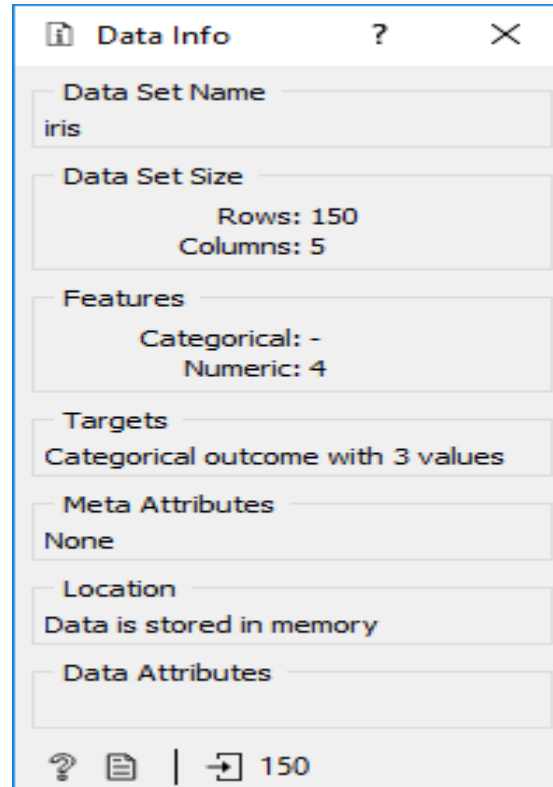 Data Info ?
Data Set Name
iris
Data Set Size
Rows: 150
Columns: 5
Features
Categorical: -
Numeric: 4
Targets
Categorical outcome with 3 values
Meta Attributes
None
Location
Data is stored in memory
Data Attributes
? | 150